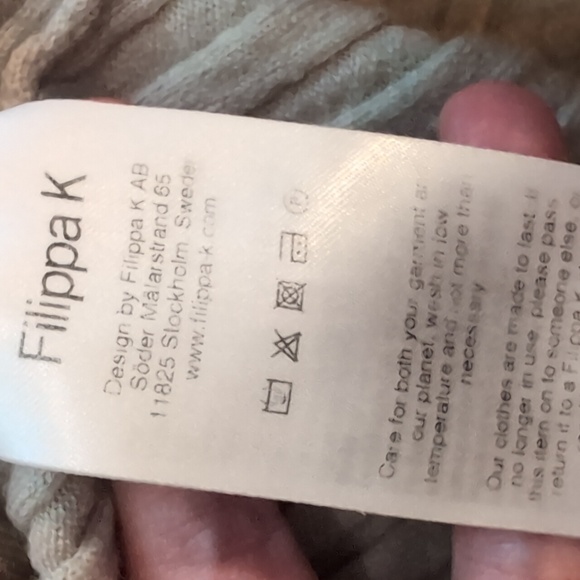 Filippa K
Design by Filippa K AB
Söder Mälarstrand 65
11825 Stockholm Sweden
www.filippa-k.com
P
Care for both your garment and
our planet, wash in low
temperature and not more than
necessary
Our clothes are made to last. If
no longer in use, please pass
this item on to someone else, or
return it to a Filippa K